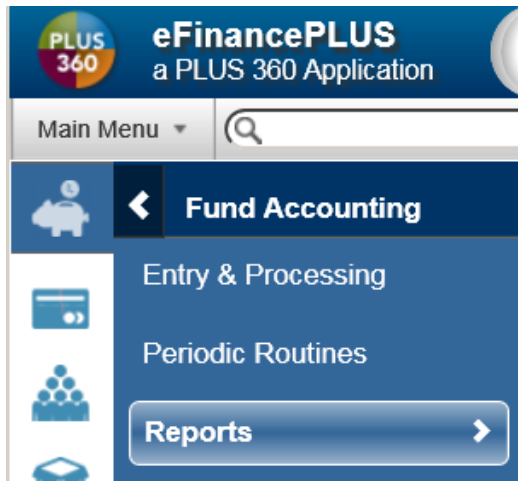 PLUS
360
eFinancePLUS
a PLUS 360 Application
Main Menu
Fund Accounting
Entry & Processing
Periodic Routines
Reports